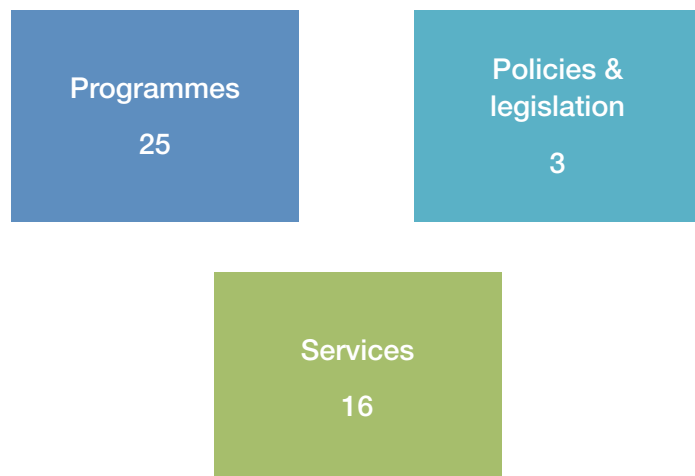 Programmes
25
Policies &
legislation
3
Services
16